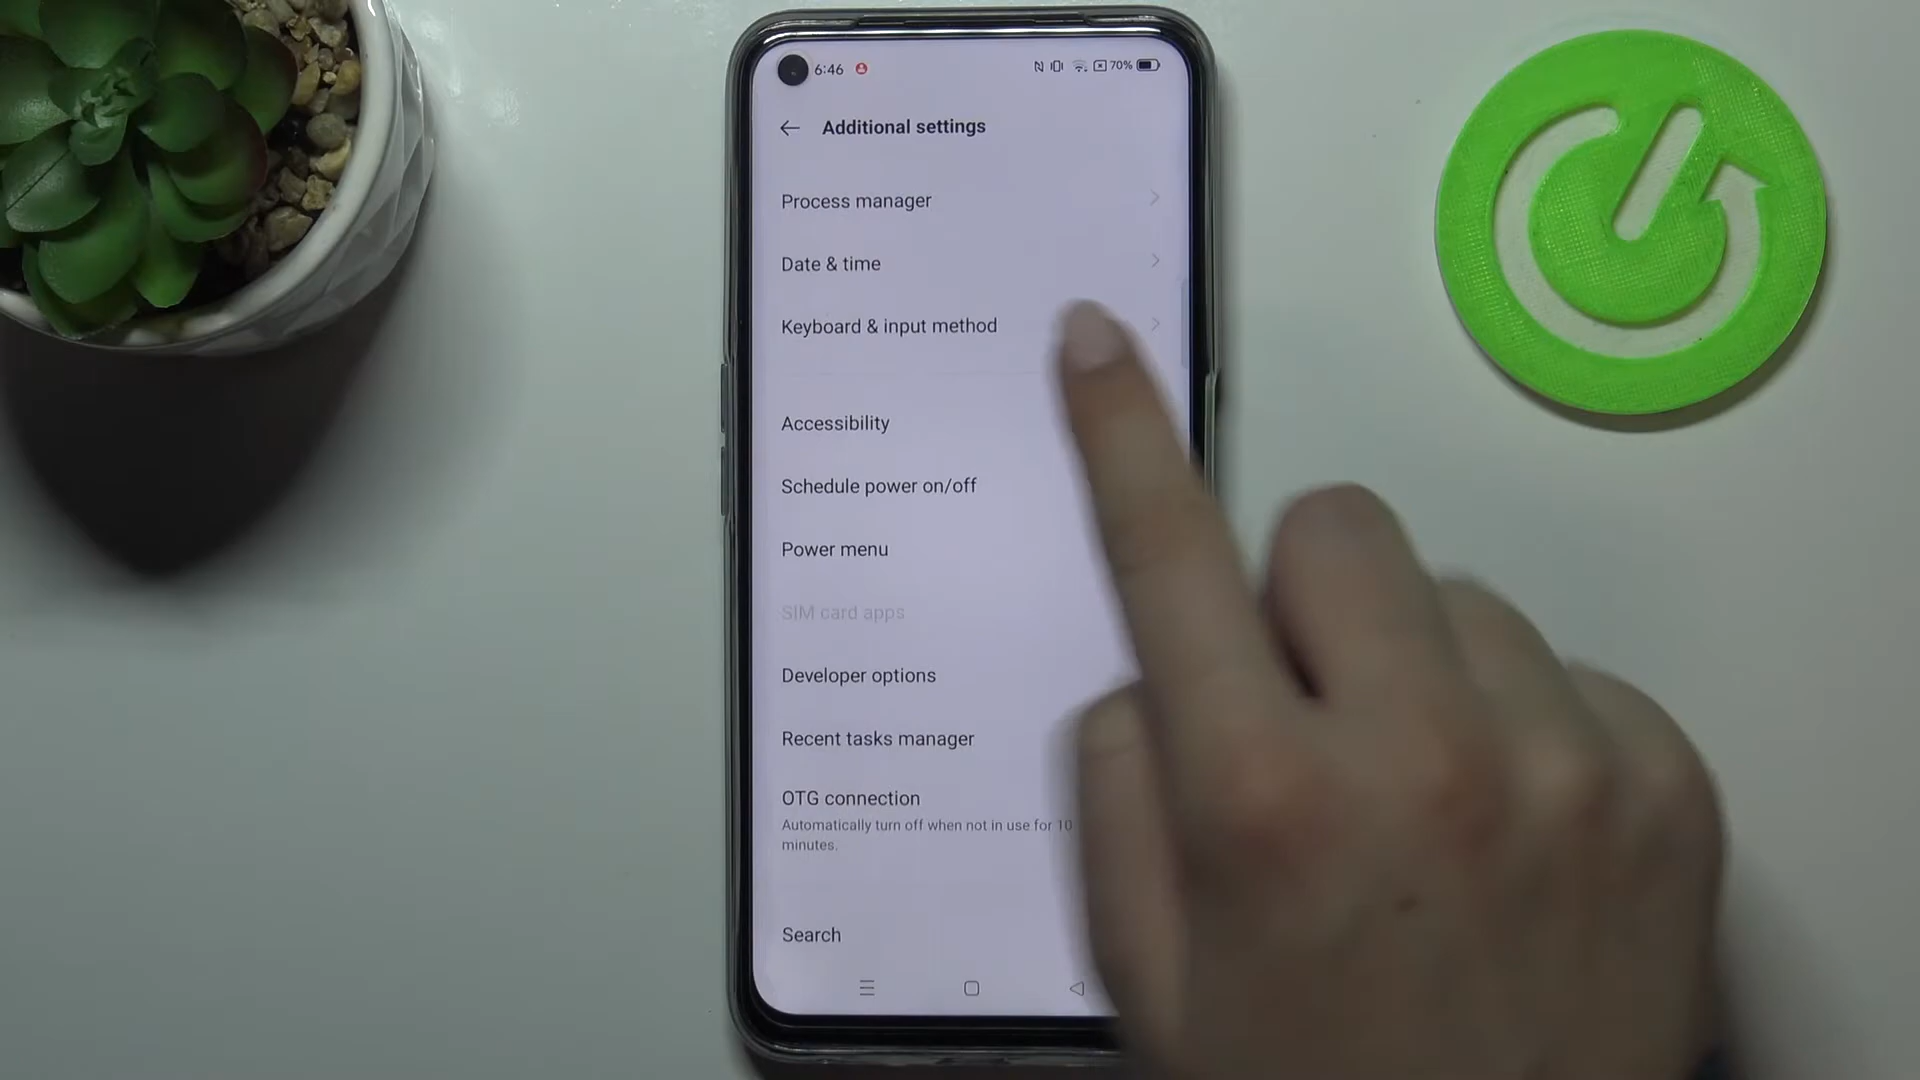 6:46
70%
Additional settings
Process manager
Date & time
Keyboard & input method
Accessibility
Schedule power on/off
Power menu
SIM card apps
Developer options
Recent tasks manager
OTG connection
Automatically turn off when not in use for 10
minutes.
Search